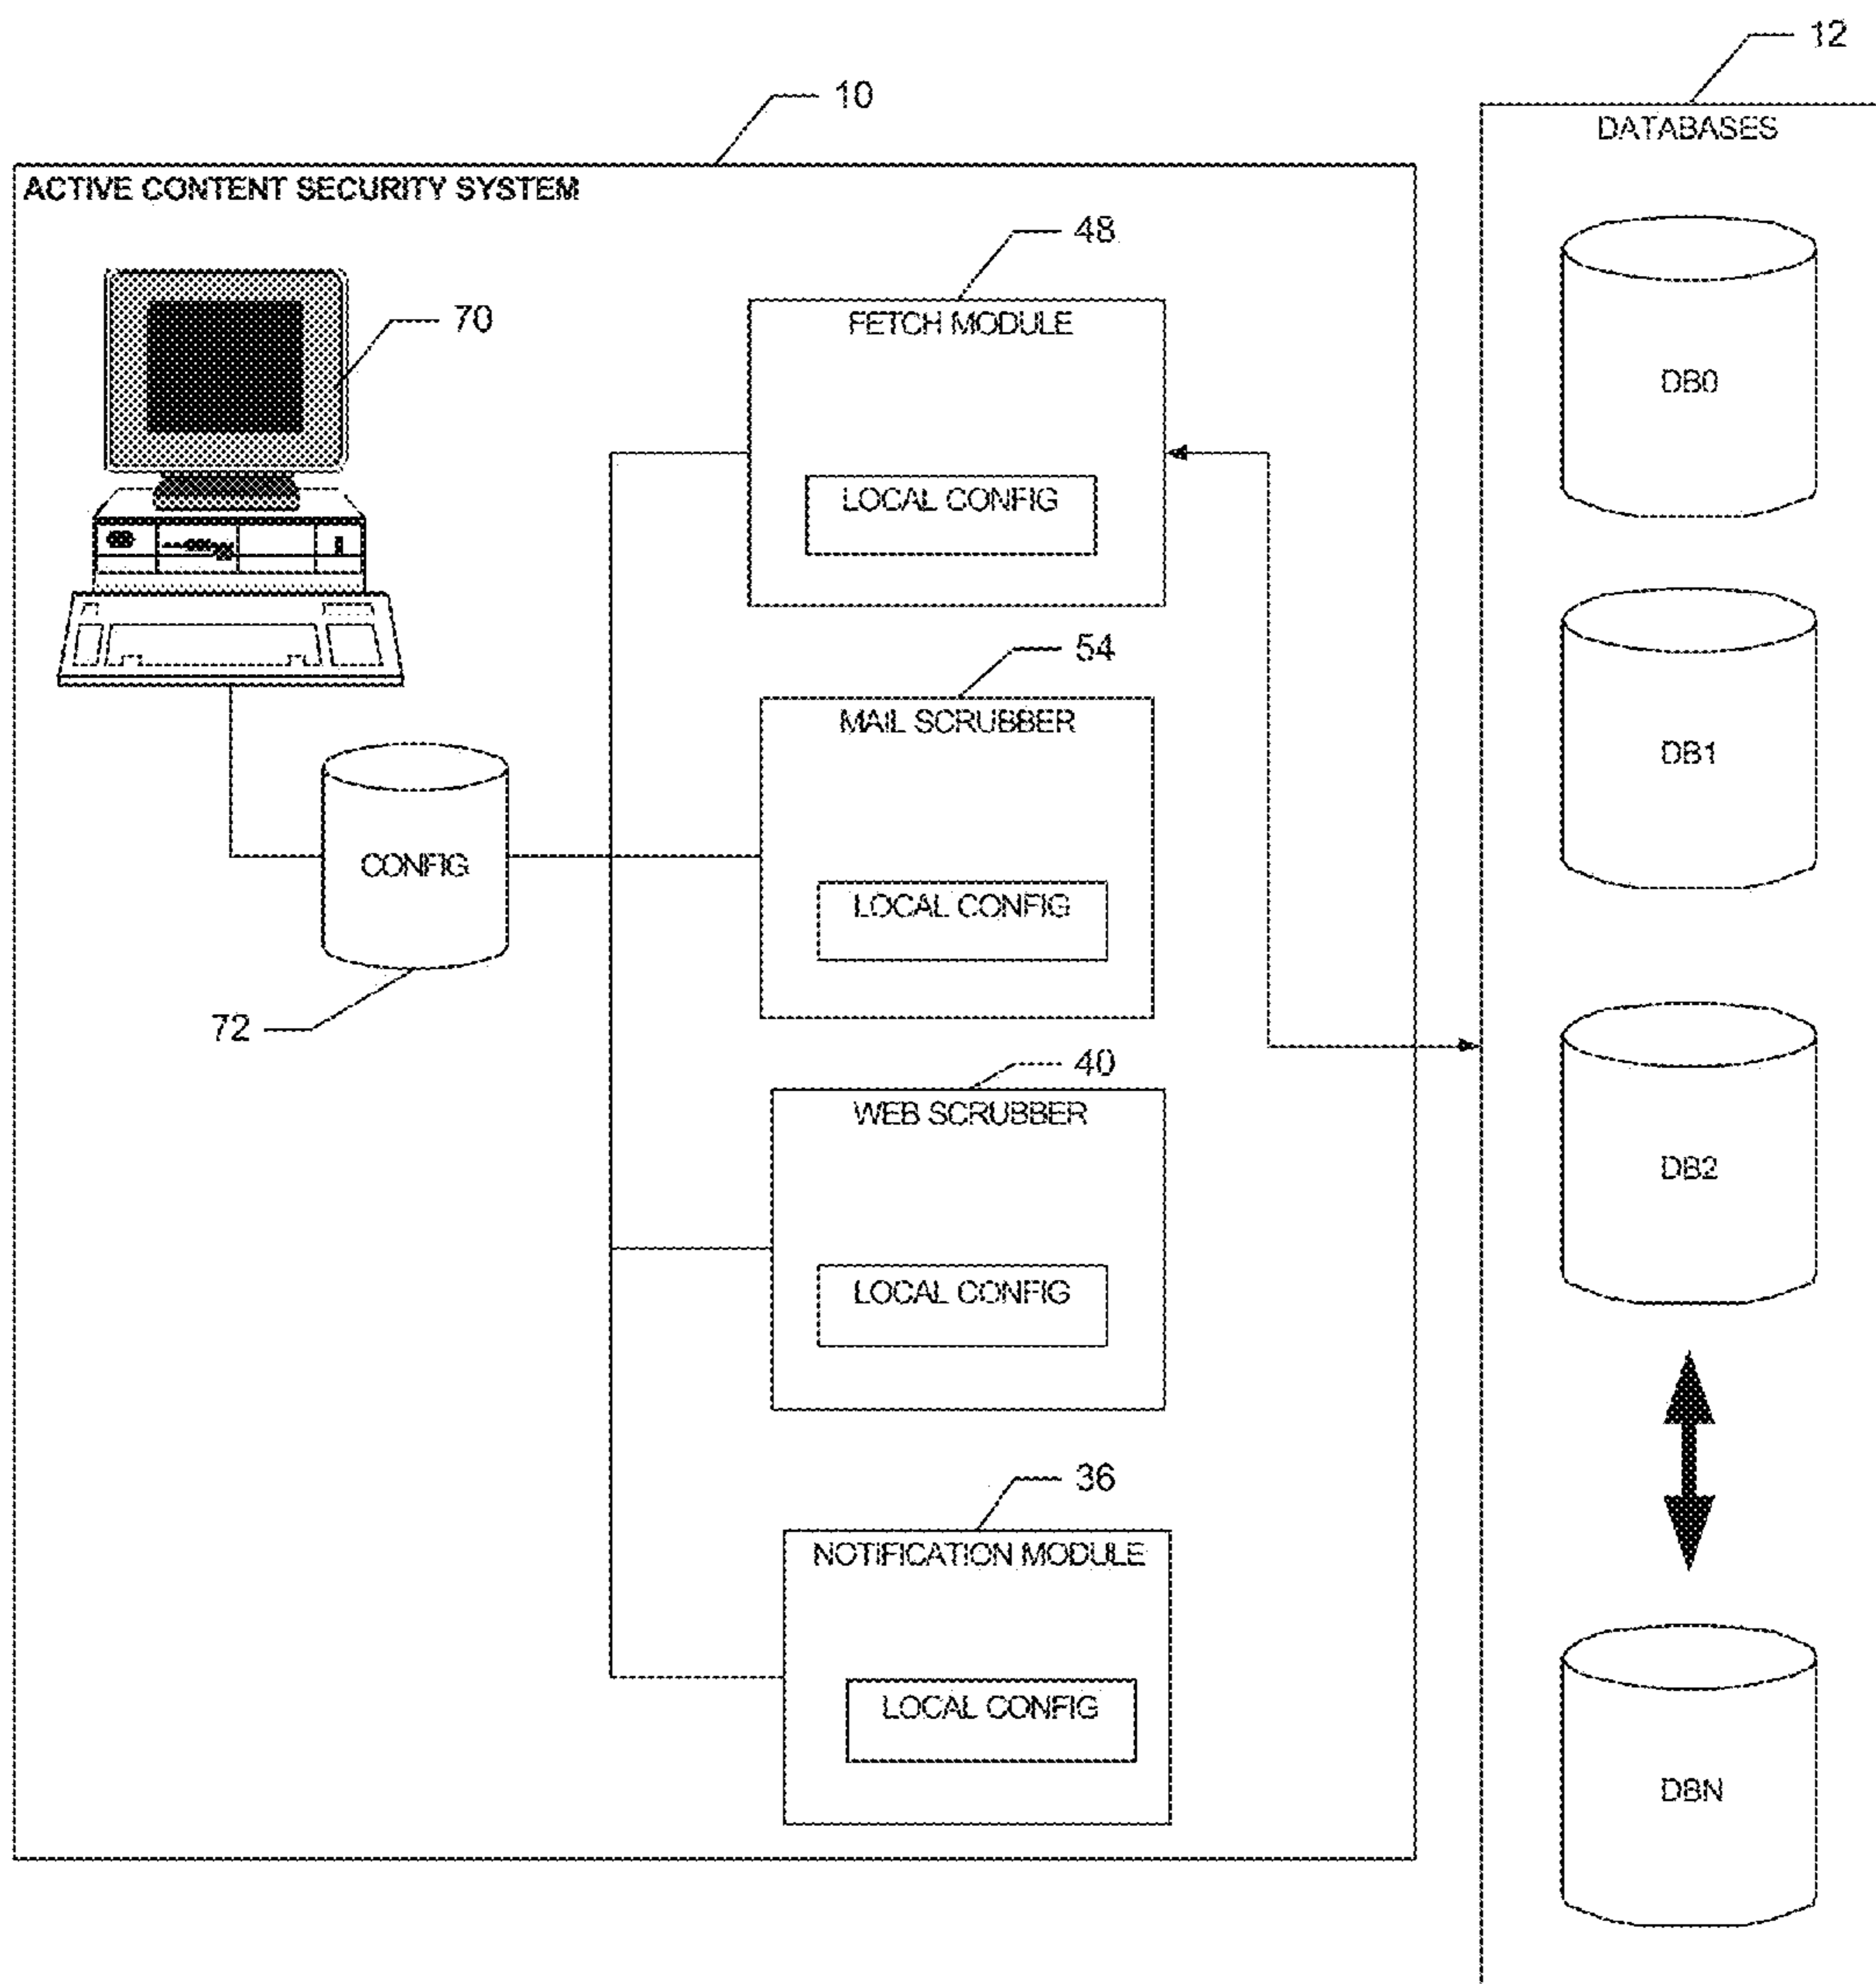 12
10
DATABASES
ACTIVE CONTENT SECURITY SYSTEM
48
70
FETCH MODULE
DB0
LOCAL CONFIG
54
MAIL SCRUBBER
DB1
CONFIG
LOCAL CONFIG
72
40
WEB SCRUBBER
DB2
LOCAL CONFIG
36
NOTIFICATION MODULE
LOCAL CONFIG
DBN